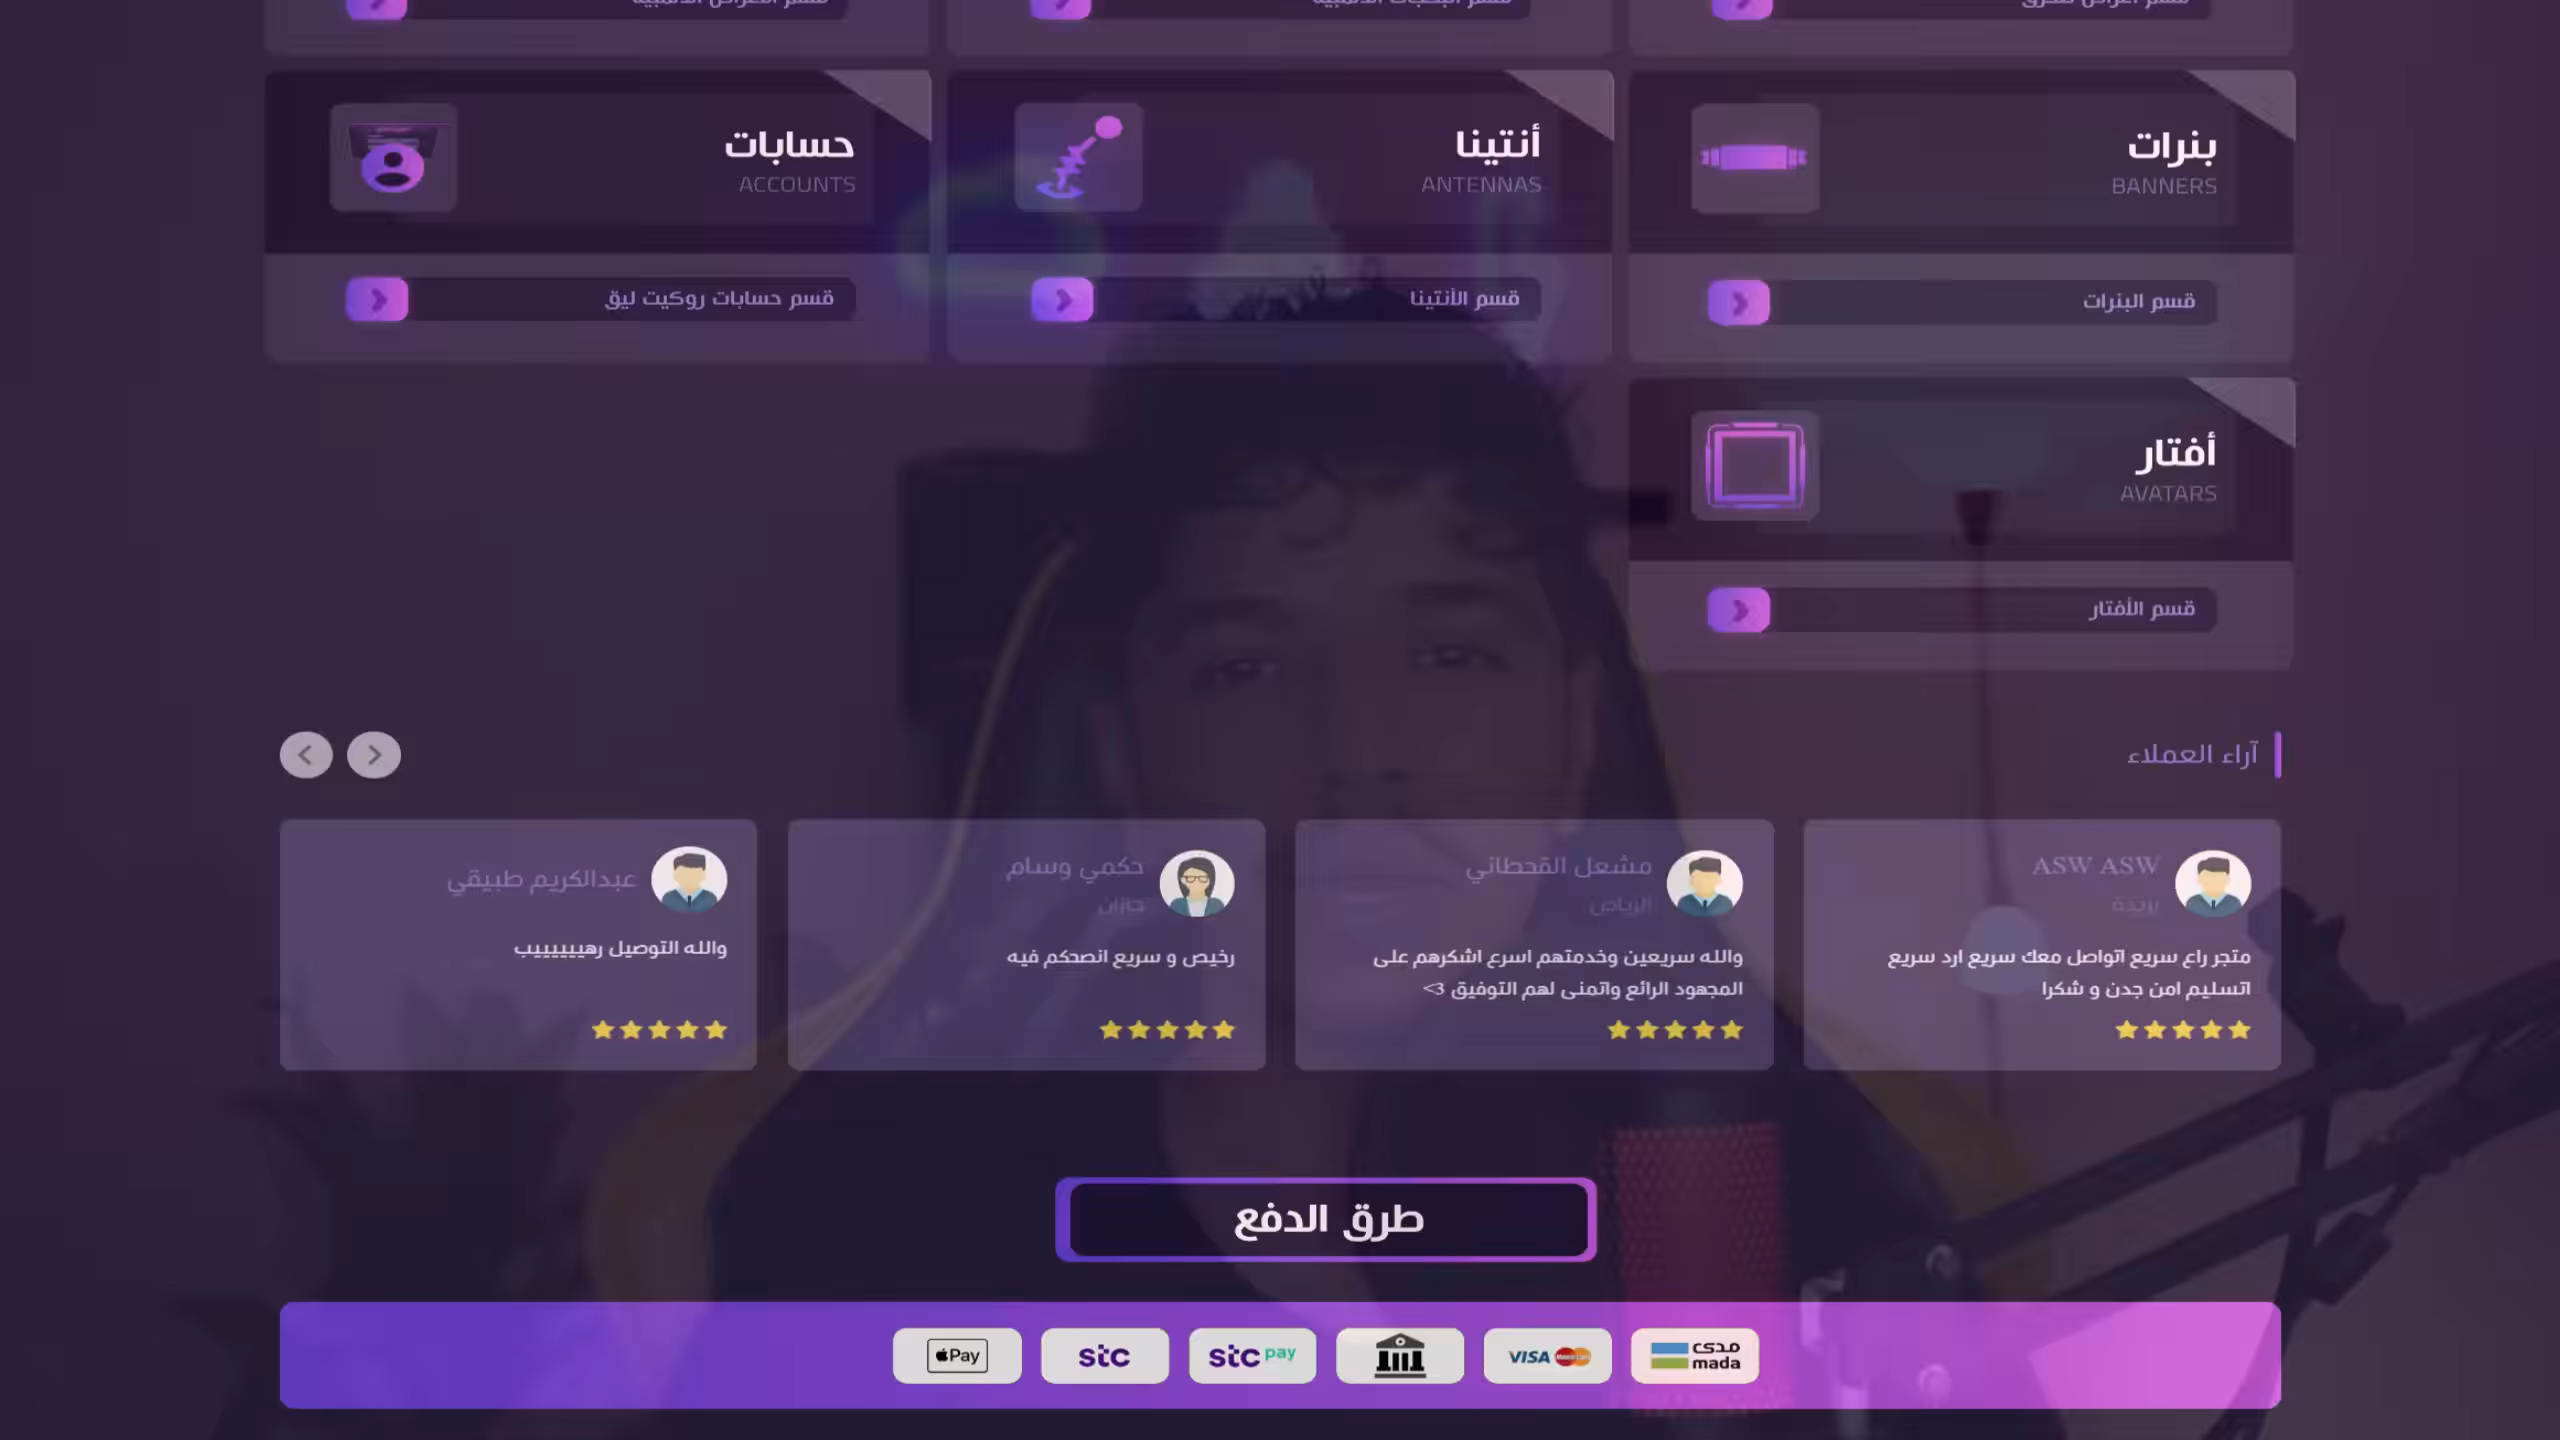 بنرات
BANNERS
قسم البنرات
أنتينا
ANTENNAS
قسم الأنتينا
حسابات
ACCOUNTS
قسم حسابات روكيت ليق
أفتار
AVATARS
قسم الأفتار
آراء العملاء
ASW ASW
بريدة
متجر راع سريع اتواصل معك سريع ارد سريع
اتسليم امن جدن و شكرا
مشعل القحطاني
الرياض
والله سريعين وخدمتهم اسرع اشكرهم على
المجهود الرائع واتمنى لهم التوفيق 3>
حكمي وسام
جازان
رخيص و سريع انصحكم فيه
عبدالكريم طبيقي
والله التوصيل رهيييييييب
طرق الدفع
مدى
mada
VISA MasterCard
stc pay
stc
Pay